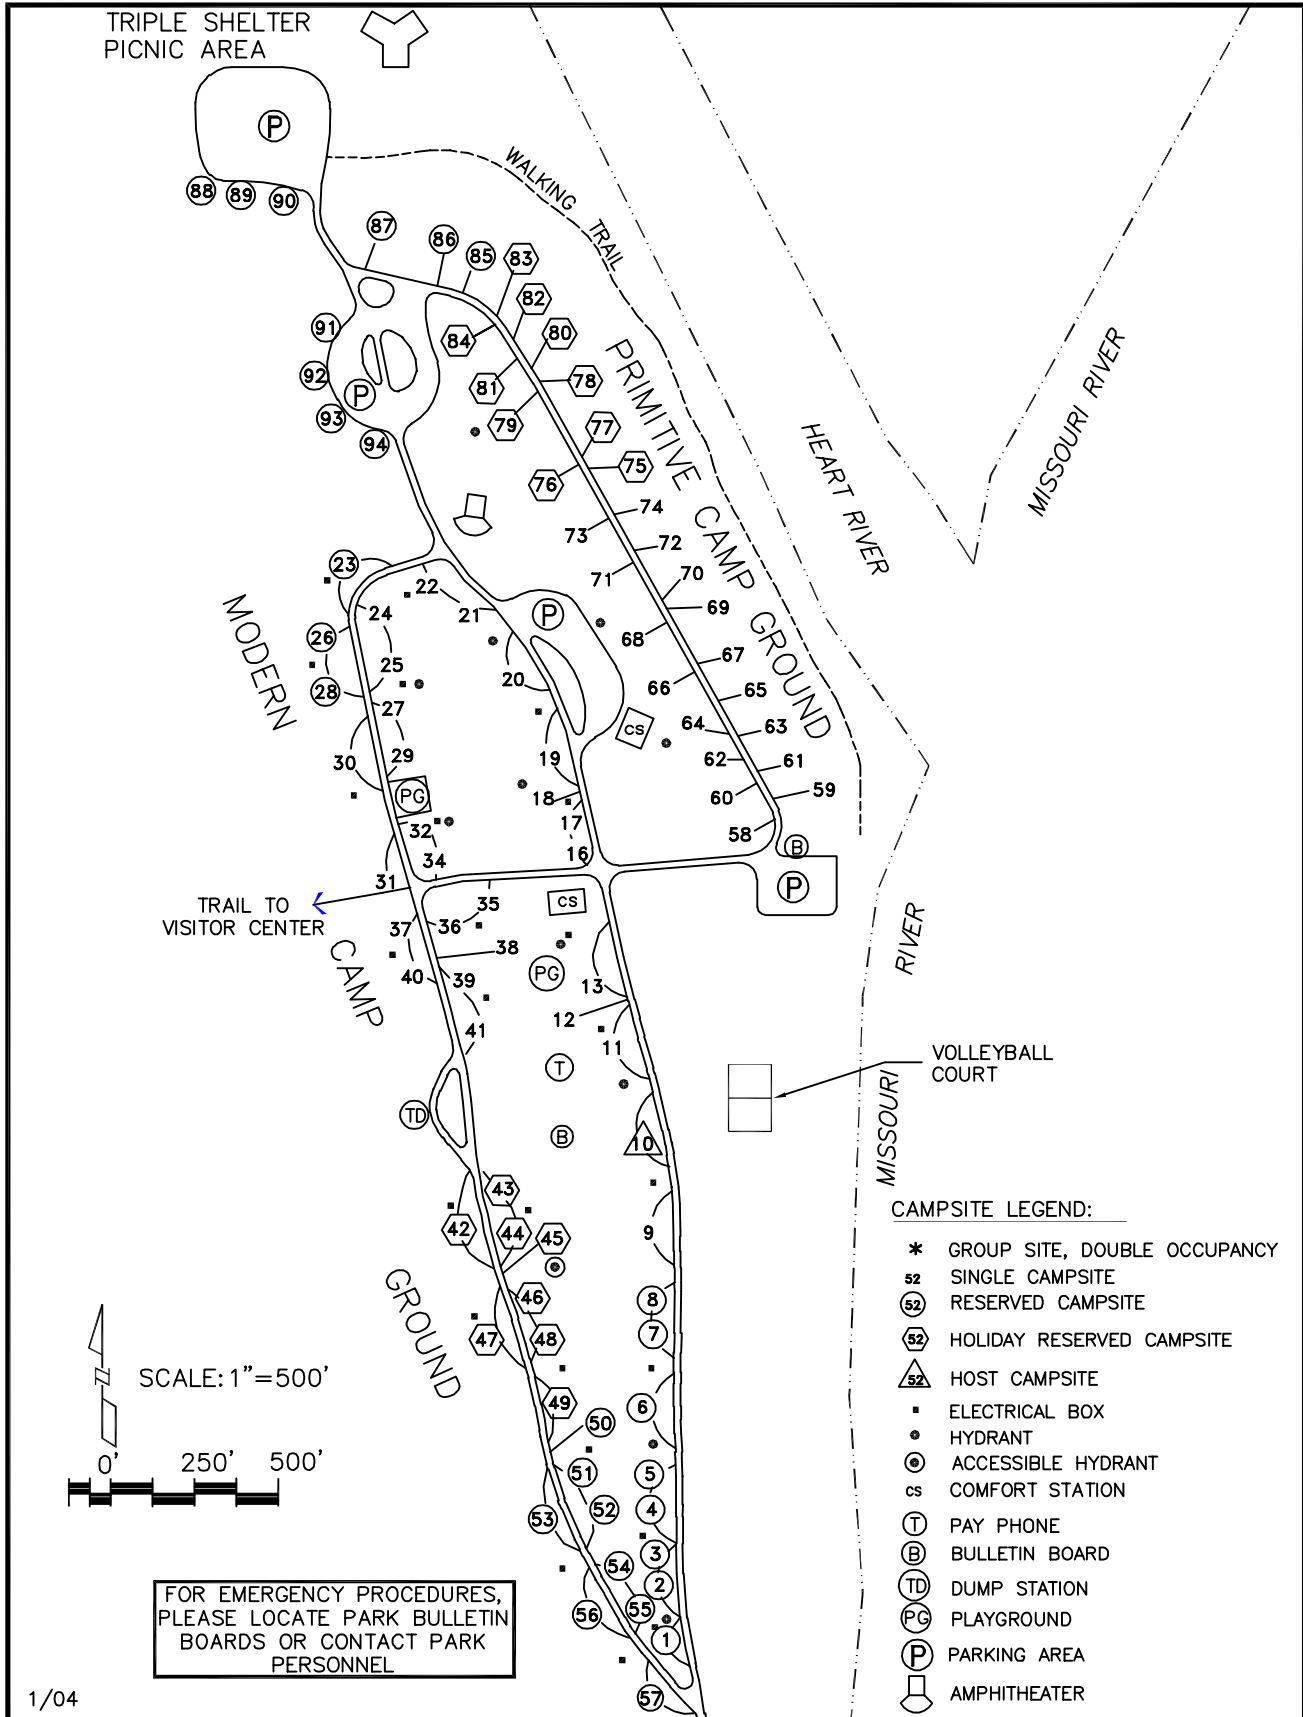 TRIPLE SHELTER
PICNIC AREA
P
88
89
90
WALKING TRAIL
87
86
85
83
82
84
80
91
81
78
92
P
79
93
77
94
76
75
PRIMITIVE CAMP GROUND
HEART RIVER
MISSOURI RIVER
74
73
72
71
70
69
68
67
66
65
64
63
62
61
60
59
58
B
P
23
22
21
P
24
26
25
20
28
27
CS
MODERN
30
29
19
PG
18
32
17
16
34
31
TRAIL TO
VISITOR CENTER
35
CS
37
36
38
CAMP
40
39
PG
13
12
41
11
RIVER
T
VOLLEYBALL
COURT
TD
B
10
MISSOURI
43
42
44
45
9
GROUND
46
8
47
48
7
49
6
50
51
5
53
52
4
54
3
2
56
55
1
57
CAMPSITE LEGEND:
* GROUP SITE, DOUBLE OCCUPANCY
52 SINGLE CAMPSITE
52 RESERVED CAMPSITE
52 HOLIDAY RESERVED CAMPSITE
52 HOST CAMPSITE
ELECTRICAL BOX
HYDRANT
ACCESSIBLE HYDRANT
CS COMFORT STATION
T PAY PHONE
B BULLETIN BOARD
TD DUMP STATION
PG PLAYGROUND
P PARKING AREA
AMPHITHEATER
N
SCALE: 1"=500'
0' 250' 500'
FOR EMERGENCY PROCEDURES,
PLEASE LOCATE PARK BULLETIN
BOARDS OR CONTACT PARK
PERSONNEL
1/04